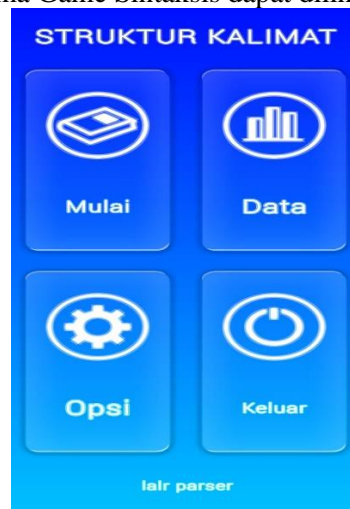 STRUKTUR KALIMAT
Mulai
Data
Opsi
Keluar
lalr parser